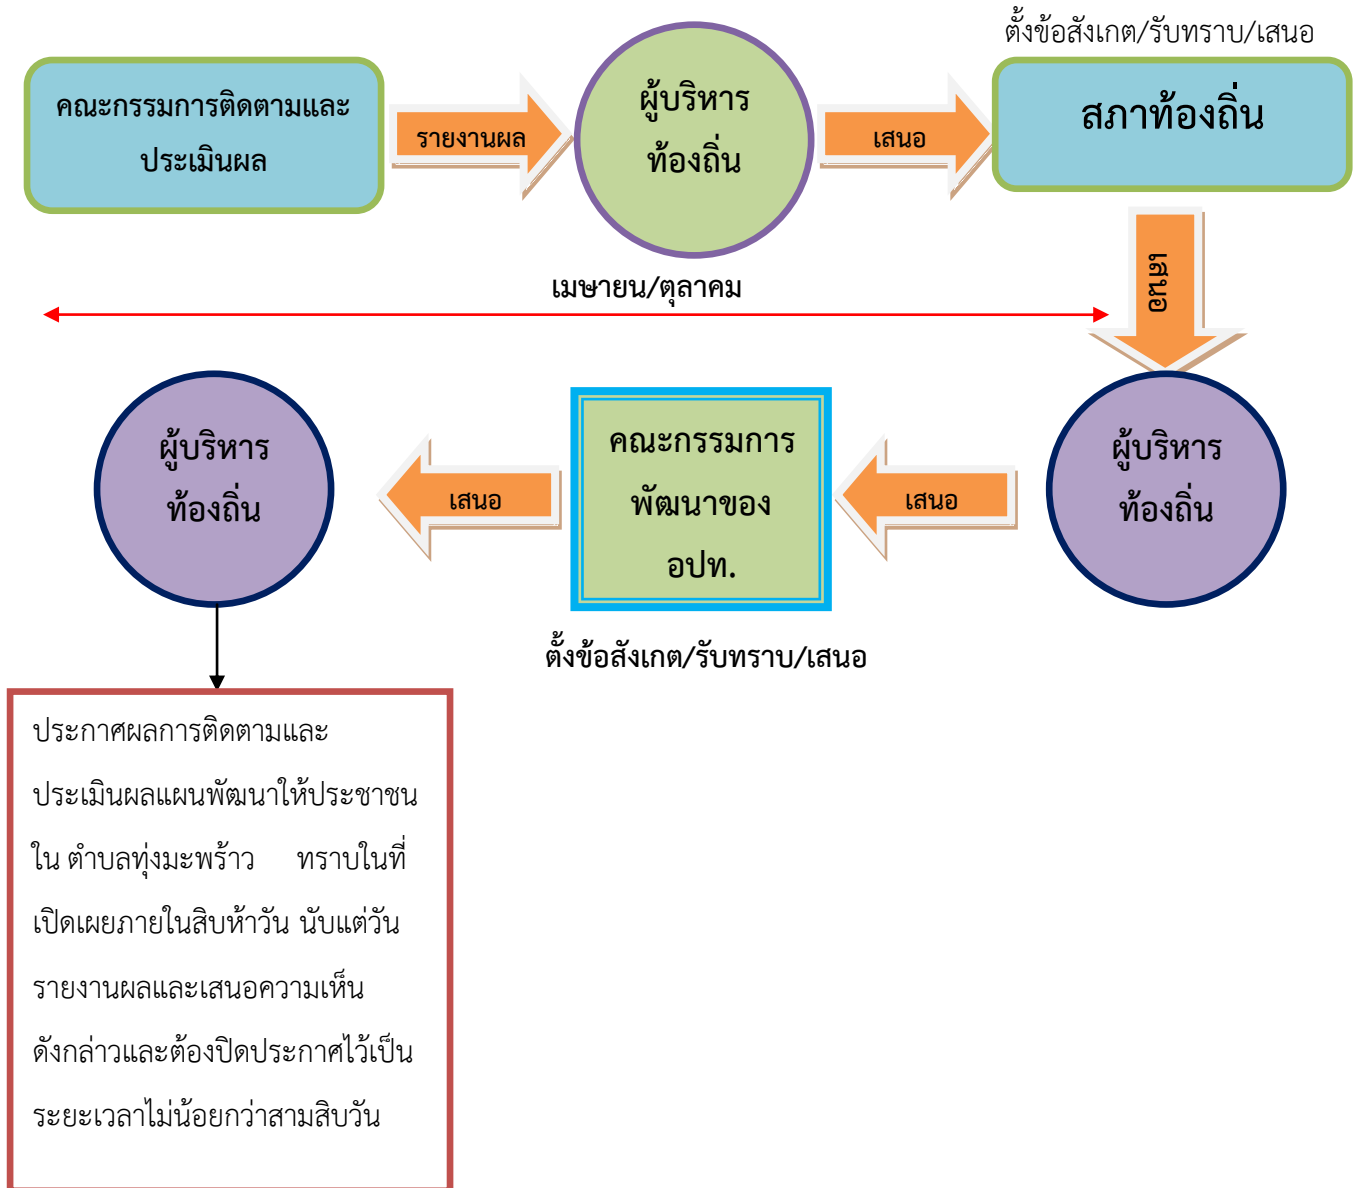 ตั้งข้อสังเกต/รับทราบ/เสนอ
คณะกรรมการติดตามและ
ประเมินผล
รายงานผล
ผู้บริหาร
ท้องถิ่น
เสนอ
สภาท้องถิ่น
เสนอ
เมษายน/ตุลาคม
ผู้บริหาร
ท้องถิ่น
เสนอ
คณะกรรมการ
พัฒนาของ
อปท.
ตั้งข้อสังเกต/รับทราบ/เสนอ
เสนอ
ผู้บริหาร
ท้องถิ่น
ประกาศผลการติดตามและ
ประเมินผลแผนพัฒนาให้ประชาชน
ใน ตำบลทุ่งมะพร้าว ทราบในที่
เปิดเผยภายในสิบห้าวัน นับแต่วัน
รายงานผลและเสนอความเห็น
ดังกล่าวและต้องปิดประกาศไว้เป็น
ระยะเวลาไม่น้อยกว่าสามสิบวัน